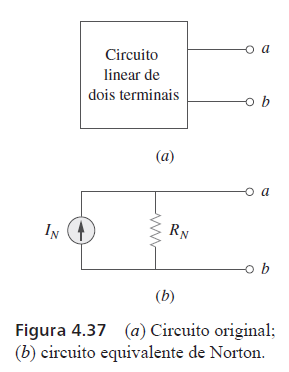 Circuito
linear de
dois terminais
a
b
(a)
a
I_N
R_N
b
(b)
Figura 4.37 (a) Circuito original;
(b) circuito equivalente de Norton.